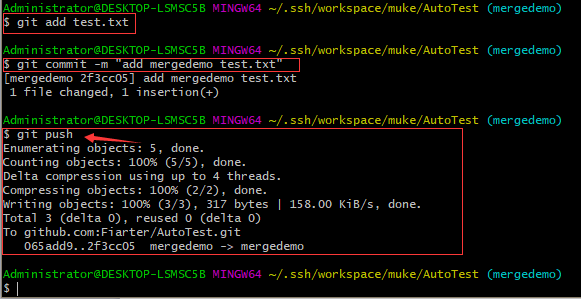 Administrator@DESKTOP-LSMSC5B MINGW64 ~/.ssh/workspace/muke/AutoTest (mergedemo)
$ git add test.txt
Administrator@DESKTOP-LSMSC5B MINGW64 ~/.ssh/workspace/muke/AutoTest (mergedemo)
$ git commit -m "add mergedemo test.txt"
[mergedemo 2f3cc05] add mergedemo test.txt
1 file changed, 1 insertion(+)
Administrator@DESKTOP-LSMSC5B MINGW64 ~/.ssh/workspace/muke/AutoTest (mergedemo)
$ git push
Enumerating objects: 5, done.
Counting objects: 100% (5/5), done.
Delta compression using up to 4 threads.
Compressing objects: 100% (2/2), done.
Writing objects: 100% (3/3), 317 bytes | 158.00 KiB/s, done.
Total 3 (delta 0), reused 0 (delta 0)
To github.com:Fiarter/AutoTest.git
065add9..2f3cc05  mergedemo -> mergedemo
Administrator@DESKTOP-LSMSC5B MINGW64 ~/.ssh/workspace/muke/AutoTest (mergedemo)
$